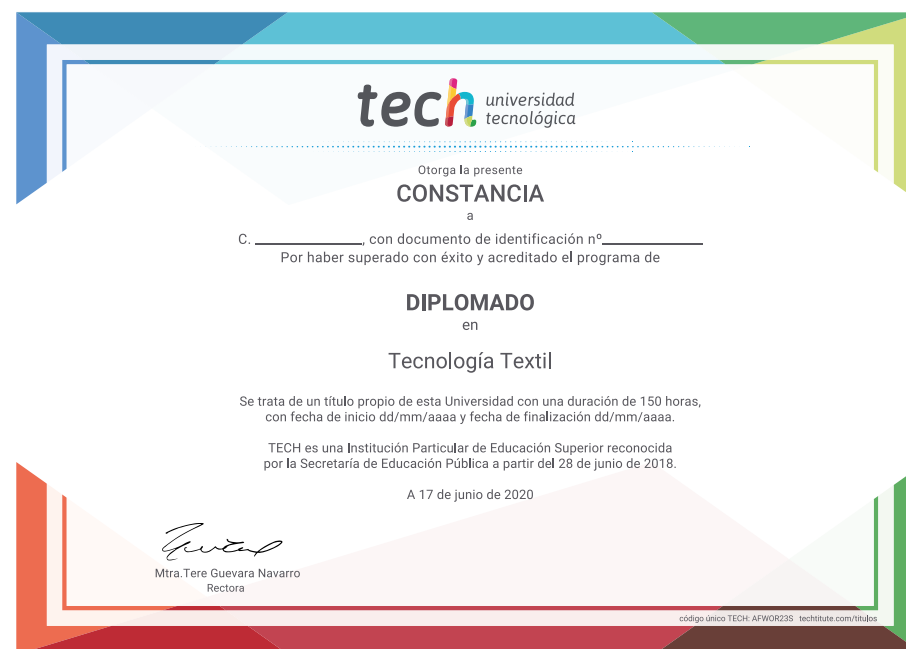 tech universidad
tecnológica
Otorga la presente
CONSTANCIA
a
C. ______________, con documento de identificación nº_____________
Por haber superado con éxito y acreditado el programa de
DIPLOMADO
en
Tecnología Textil
Se trata de un título propio de esta Universidad con una duración de 150 horas,
con fecha de inicio dd/mm/aaaa y fecha de finalización dd/mm/aaaa.
TECH es una Institución Particular de Educación Superior reconocida
por la Secretaría de Educación Pública a partir del 28 de junio de 2018.
A 17 de junio de 2020
Mtra.Tere Guevara Navarro
Rectora
código único TECH: AFWOR23S techtitute.com/titulos